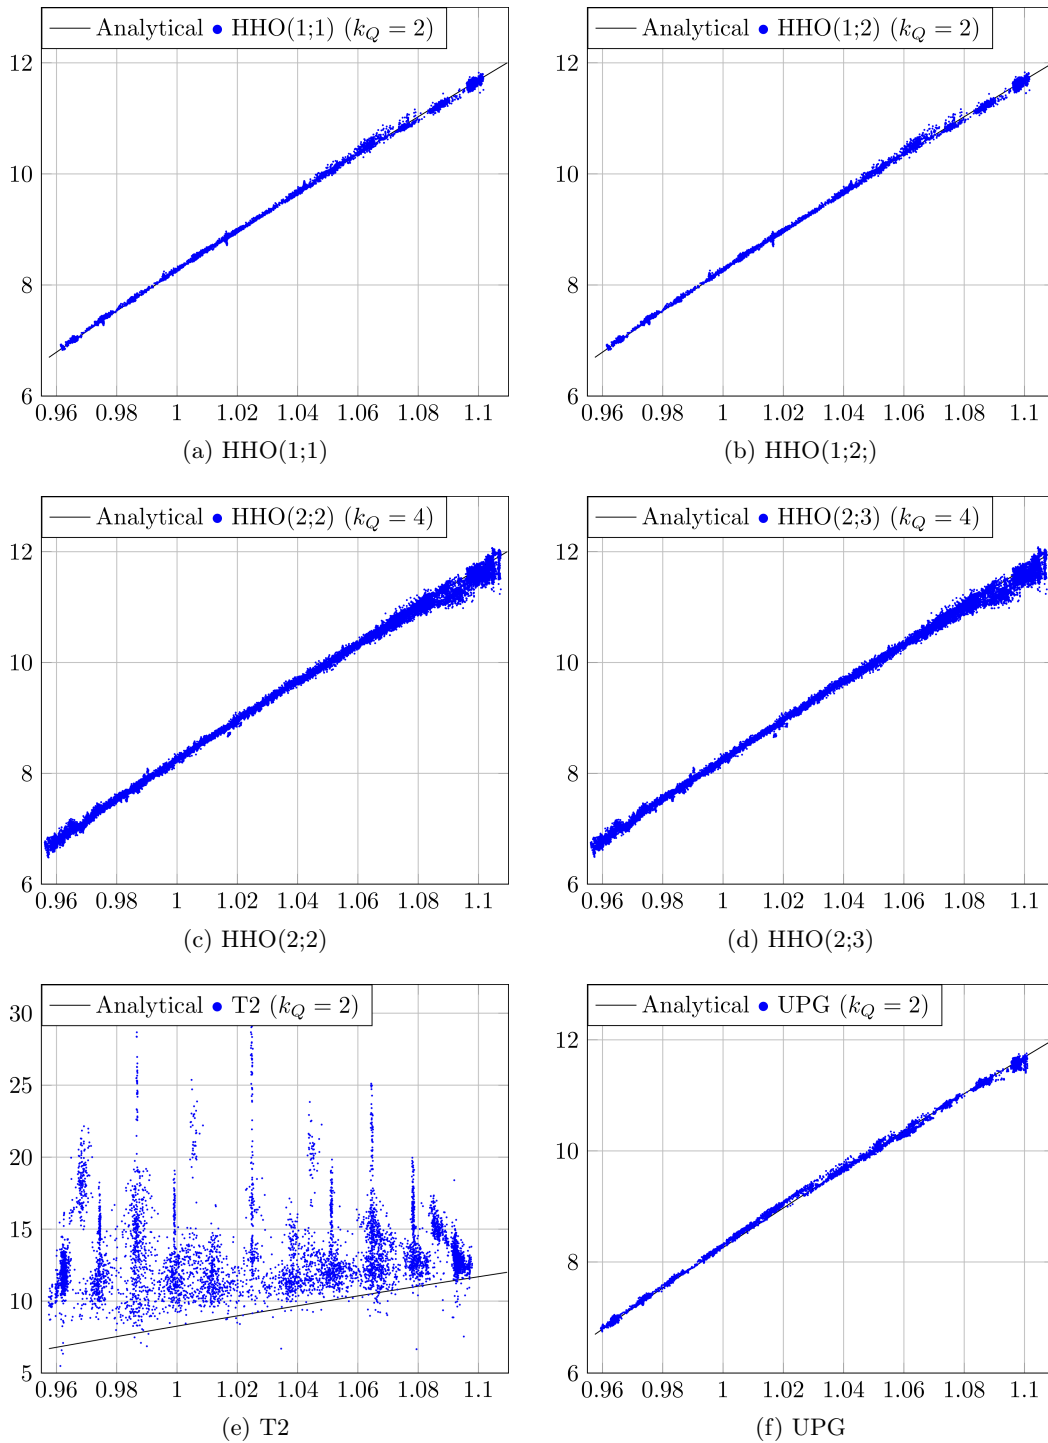 Analytical HHO(1;1) (k_Q = 2)
12
10
8
6
0.96 0.98 1 1.02 1.04 1.06 1.08 1.1
(a) HHO(1;1)
Analytical HHO(1;2) (k_Q = 2)
12
10
8
6
0.96 0.98 1 1.02 1.04 1.06 1.08 1.1
(b) HHO(1;2;)
Analytical HHO(2;2) (k_Q = 4)
12
10
8
6
0.96 0.98 1 1.02 1.04 1.06 1.08 1.1
(c) HHO(2;2)
Analytical HHO(2;3) (k_Q = 4)
12
10
8
6
0.96 0.98 1 1.02 1.04 1.06 1.08 1.1
(d) HHO(2;3)
Analytical T2 (k_Q = 2)
30
25
20
15
10
5
0.96 0.98 1 1.02 1.04 1.06 1.08 1.1
(e) T2
Analytical UPG (k_Q = 2)
12
10
8
6
0.96 0.98 1 1.02 1.04 1.06 1.08 1.1
(f) UPG